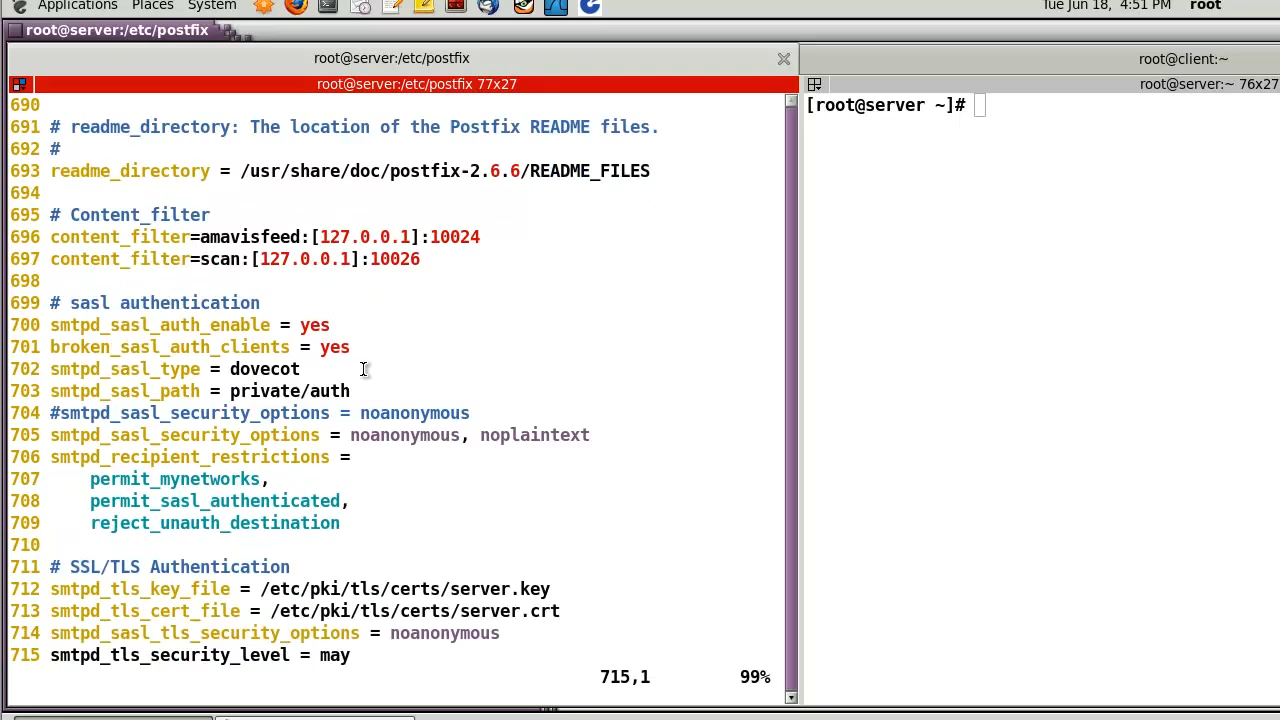 Applications Places System Tue Jun 18, 4:51 PM root
root@server:/etc/postfix
root@server:/etc/postfix
root@client:~
root@server:/etc/postfix 77x27
root@server:~ 76x27
690
691 # readme_directory: The location of the Postfix README files.
692 #
693 readme_directory = /usr/share/doc/postfix-2.6.6/README_FILES
694
695 # Content_filter
696 content_filter=amavisfeed:[127.0.0.1]:10024
697 content_filter=scan:[127.0.0.1]:10026
698
699 # sasl authentication
700 smtpd_sasl_auth_enable = yes
701 broken_sasl_auth_clients = yes
702 smtpd_sasl_type = dovecot
703 smtpd_sasl_path = private/auth
704 #smtpd_sasl_security_options = noanonymous
705 smtpd_sasl_security_options = noanonymous, noplaintext
706 smtpd_recipient_restrictions =
707     permit_mynetworks,
708     permit_sasl_authenticated,
709     reject_unauth_destination
710
711 # SSL/TLS Authentication
712 smtpd_tls_key_file = /etc/pki/tls/certs/server.key
713 smtpd_tls_cert_file = /etc/pki/tls/certs/server.crt
714 smtpd_sasl_tls_security_options = noanonymous
715 smtpd_tls_security_level = may
715,1 99%
[root@server ~]#